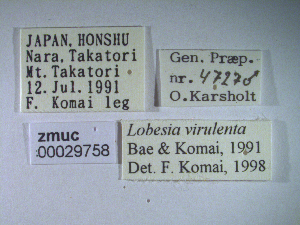 JAPAN, HONSHU
Nara, Takatori
Mt. Takatori
12. Jul. 1991
F. Komai leg
Gen. Præp.
nr. 4727♂
O. Karsholt
zmuc
00029758
Lobesia virulenta
Bae & Komai, 1991
Det. F. Komai, 1998